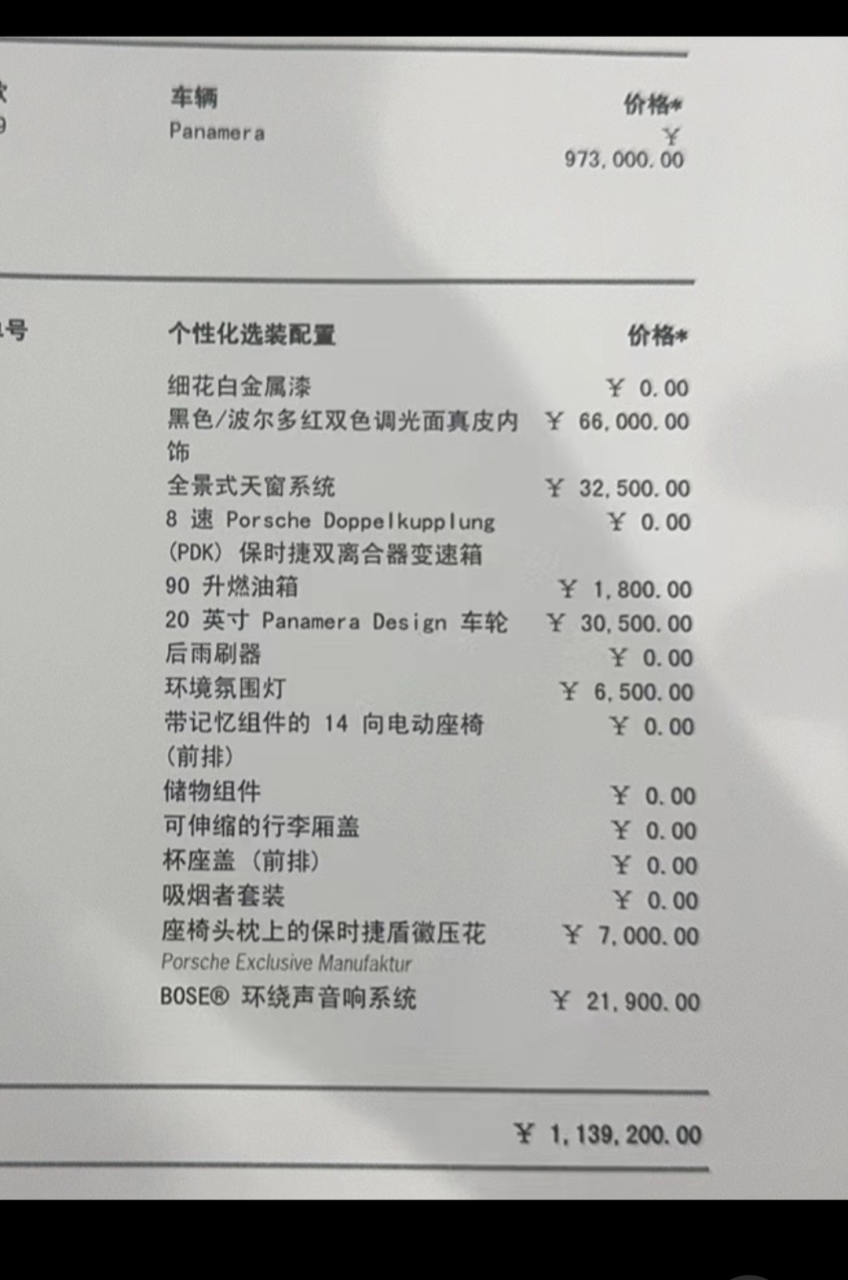 款
9
车辆
价格*
Panamera
¥
973,000.00
单号
个性化选装配置
价格*
细花白金属漆 ¥ 0.00
黑色/波尔多红双色调光面真皮内 ¥ 66,000.00
饰
全景式天窗系统 ¥ 32,500.00
8 速 Porsche Doppelkupplung ¥ 0.00
(PDK) 保时捷双离合器变速箱
90 升燃油箱 ¥ 1,800.00
20 英寸 Panamera Design 车轮 ¥ 30,500.00
后雨刷器 ¥ 0.00
环境氛围灯 ¥ 6,500.00
带记忆组件的 14 向电动座椅 ¥ 0.00
(前排)
储物组件 ¥ 0.00
可伸缩的行李厢盖 ¥ 0.00
杯座盖 (前排) ¥ 0.00
吸烟者套装 ¥ 0.00
座椅头枕上的保时捷盾徽压花 ¥ 7,000.00
Porsche Exclusive Manufaktur
BOSE® 环绕声音响系统 ¥ 21,900.00
¥ 1,139,200.00